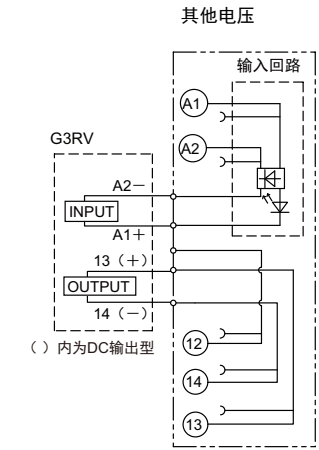 其他电压
输入回路
A1
A2
G3RV
A2－
INPUT
A1＋
13（＋）
OUTPUT
14（－）
（ ）内为DC输出型
12
14
13